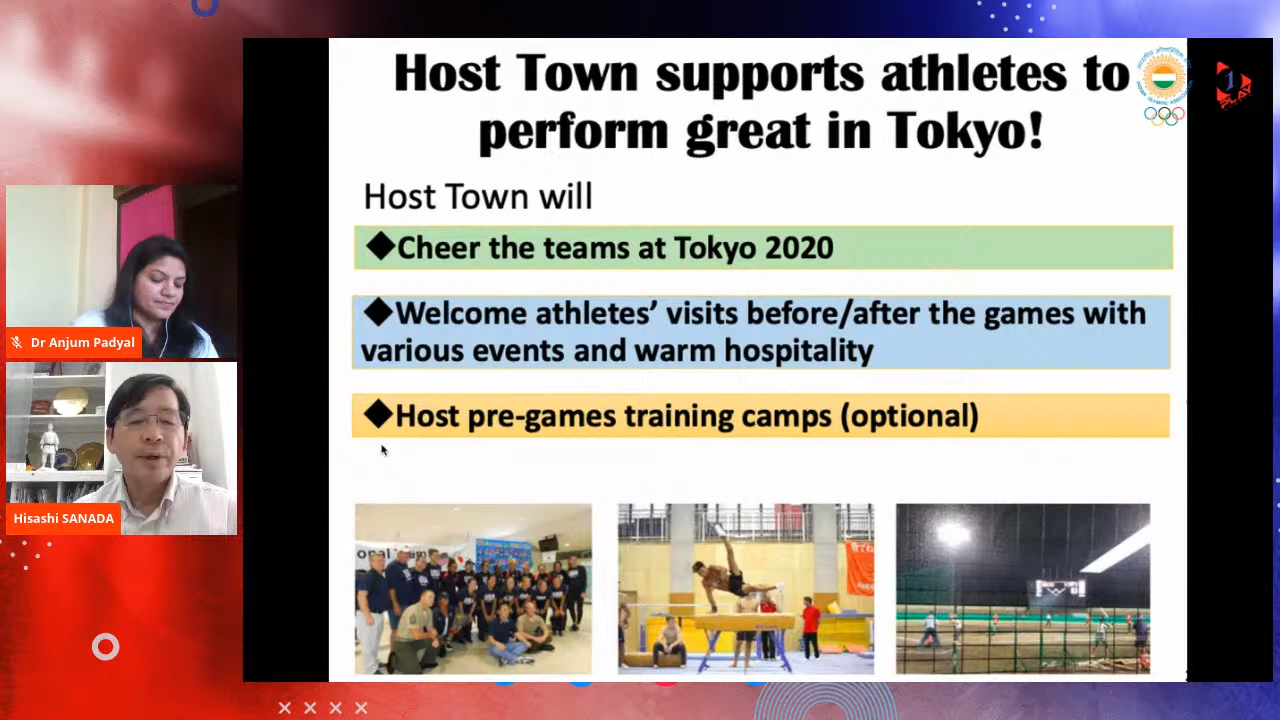 Host Town supports athletes to
perform great in Tokyo!
Host Town will
◆Cheer the teams at Tokyo 2020
◆Welcome athletes’ visits before/after the games with
various events and warm hospitality
◆Host pre-games training camps (optional)
Dr Anjum Padyal
Hisashi SANADA
1
PLAY